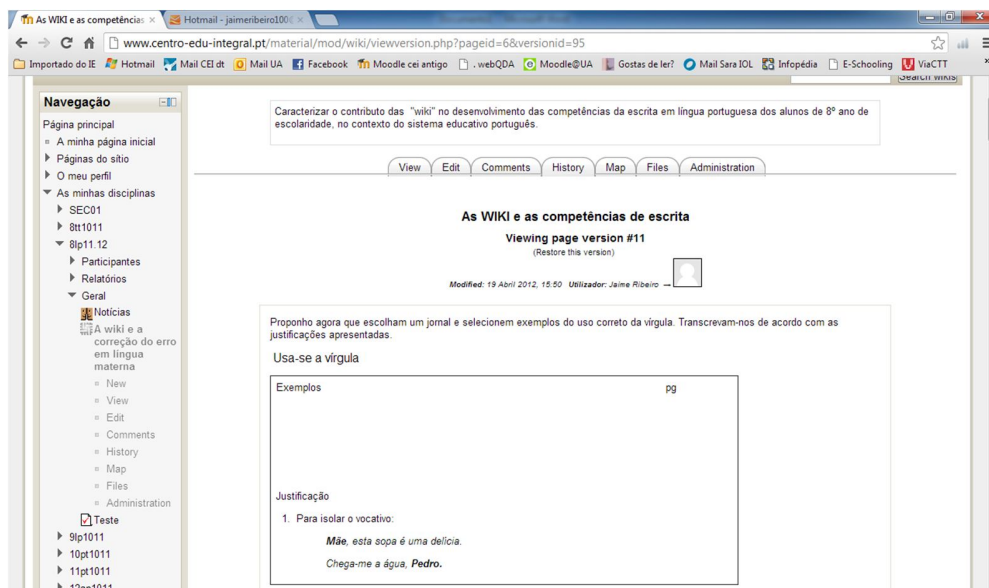 As WIKI e as competências
Hotmail - jaimeribeiro100
www.centro-edu-integral.pt/material/mod/wiki/viewversion.php?pageid=6&versionid=95
Importado do IE Hotmail Mail CEI dt Mail UA Facebook Moodle cei antigo . webQDA Moodle@UA Gostas de ler? Mail Sara IOL Infopédia E-Schooling ViaCTT
Search wikis
Navegação
Página principal
A minha página inicial
Páginas do sítio
O meu perfil
As minhas disciplinas
SEC01
8tt1011
8lp11.12
Participantes
Relatórios
Geral
Notícias
A wiki e a
correção do erro
em língua
materna
New
View
Edit
Comments
History
Map
Files
Administration
Teste
9lp1011
10pt1011
11pt1011
Caracterizar o contributo das "wiki" no desenvolvimento das competências da escrita em língua portuguesa dos alunos de 8º ano de
escolaridade, no contexto do sistema educativo português.
View Edit Comments History Map Files Administration
As WIKI e as competências de escrita
Viewing page version #11
(Restore this version)
Modified: 19 Abril 2012, 15:50 Utilizador: Jaime Ribeiro
Proponho agora que escolham um jornal e selecionem exemplos do uso correto da vírgula. Transcrevam-nos de acordo com as
justificações apresentadas.
Usa-se a vírgula
Exemplos pg
Justificação
1. Para isolar o vocativo:
Mãe, esta sopa é uma delícia.
Chega-me a água, Pedro.